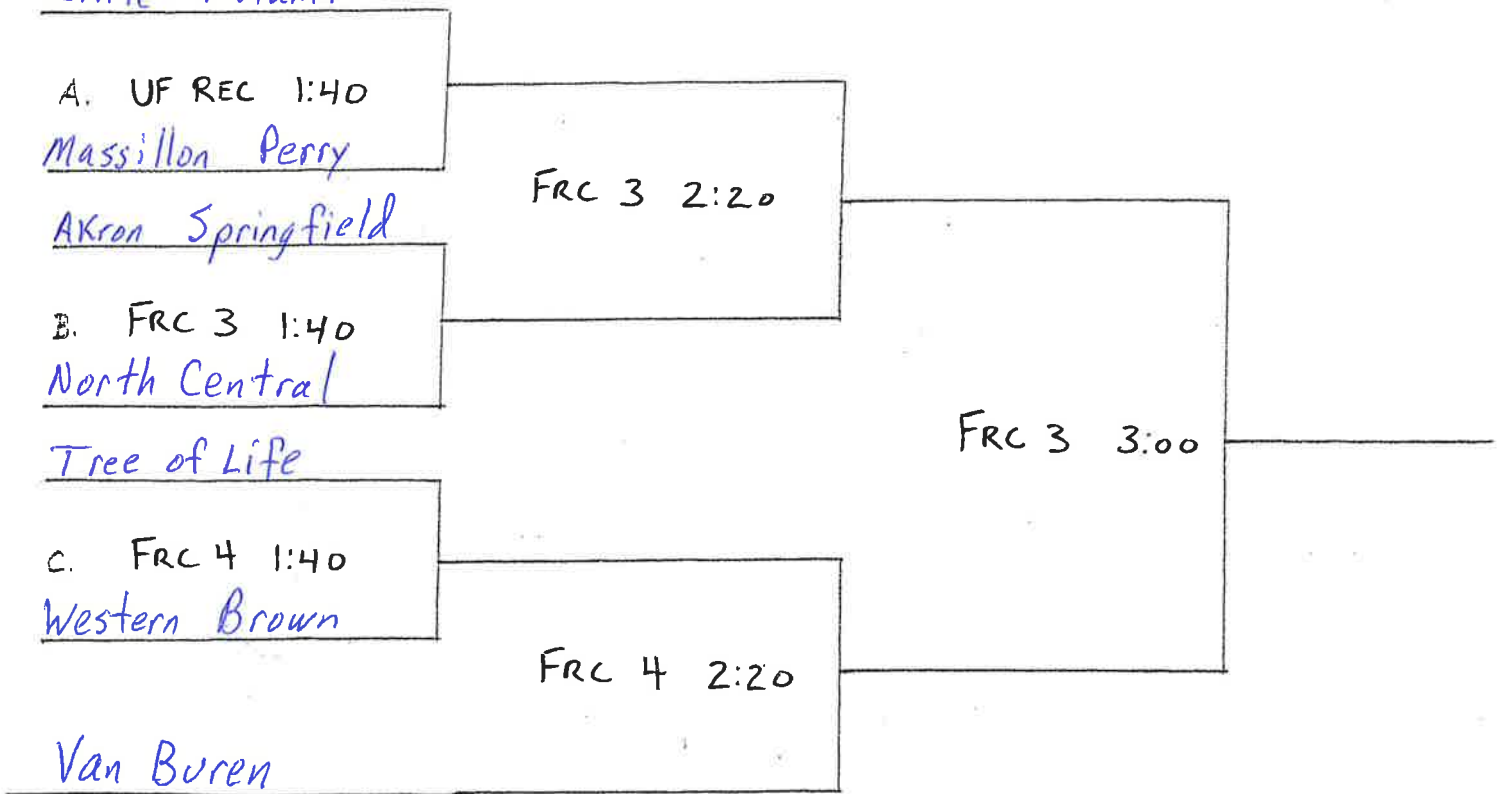 A. UF REC 1:40
Massillon Perry
FRC 3 2:20
Akron Springfield
B. FRC 3 1:40
North Central
FRC 3 3:00
Tree of Life
C. FRC 4 1:40
Western Brown
FRC 4 2:20
Van Buren